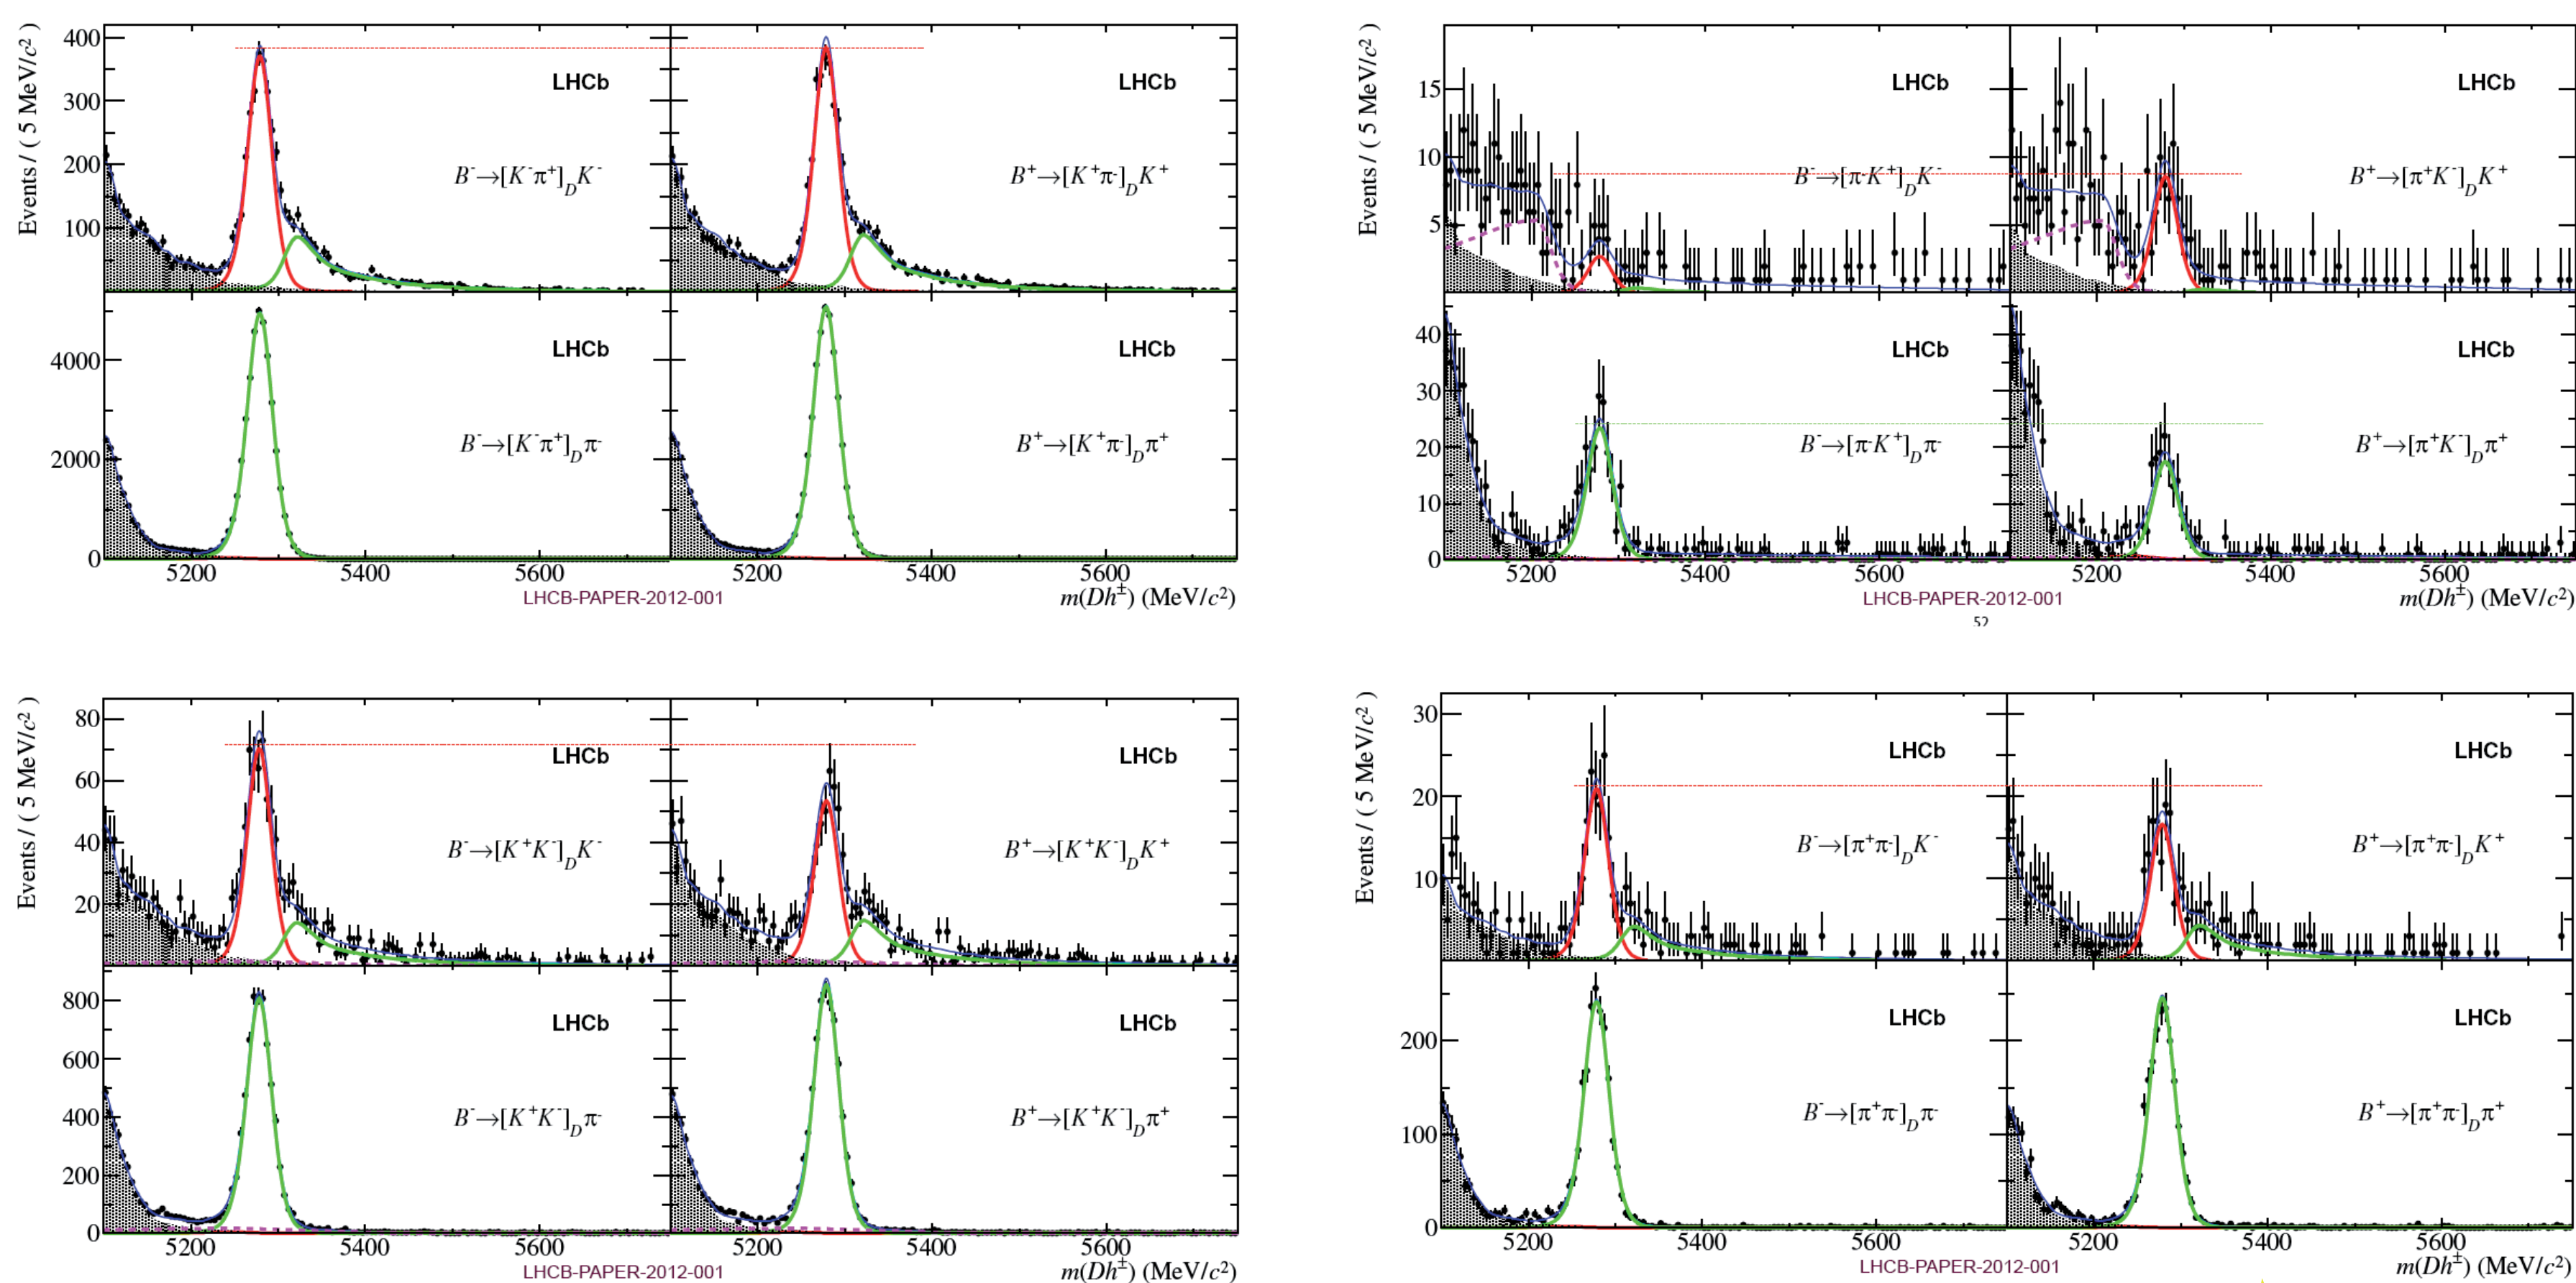 Events / ( 5 MeV/c² )
400
300
200
100
LHCb
B⁻→[K⁻π⁺]_D K⁻
LHCb
B⁺→[K⁺π⁻]_D K⁺
4000
2000
0
LHCb
B⁻→[K⁻π⁺]_D π⁻
LHCb
B⁺→[K⁺π⁻]_D π⁺
5200 5400 5600 5200 5400 5600
LHCB-PAPER-2012-001
m(Dh±) (MeV/c²)
Events / ( 5 MeV/c² )
15
10
5
LHCb
B⁻→[π⁻K⁺]_D K⁻
LHCb
B⁺→[π⁺K⁻]_D K⁺
40
30
20
10
0
LHCb
B⁻→[π⁻K⁺]_D π⁻
LHCb
B⁺→[π⁺K⁻]_D π⁺
5200 5400 5600 5200 5400 5600
LHCB-PAPER-2012-001
m(Dh±) (MeV/c²)
52
Events / ( 5 MeV/c² )
80
60
40
20
LHCb
B⁻→[K⁺K⁻]_D K⁻
LHCb
B⁺→[K⁺K⁻]_D K⁺
800
600
400
200
0
LHCb
B⁻→[K⁺K⁻]_D π⁻
LHCb
B⁺→[K⁺K⁻]_D π⁺
5200 5400 5600 5200 5400 5600
LHCB-PAPER-2012-001
m(Dh±) (MeV/c²)
Events / ( 5 MeV/c² )
30
20
10
LHCb
B⁻→[π⁺π⁻]_D K⁻
LHCb
B⁺→[π⁺π⁻]_D K⁺
200
100
0
LHCb
B⁻→[π⁺π⁻]_D π⁻
LHCb
B⁺→[π⁺π⁻]_D π⁺
5200 5400 5600 5200 5400 5600
LHCB-PAPER-2012-001
m(Dh±) (MeV/c²)